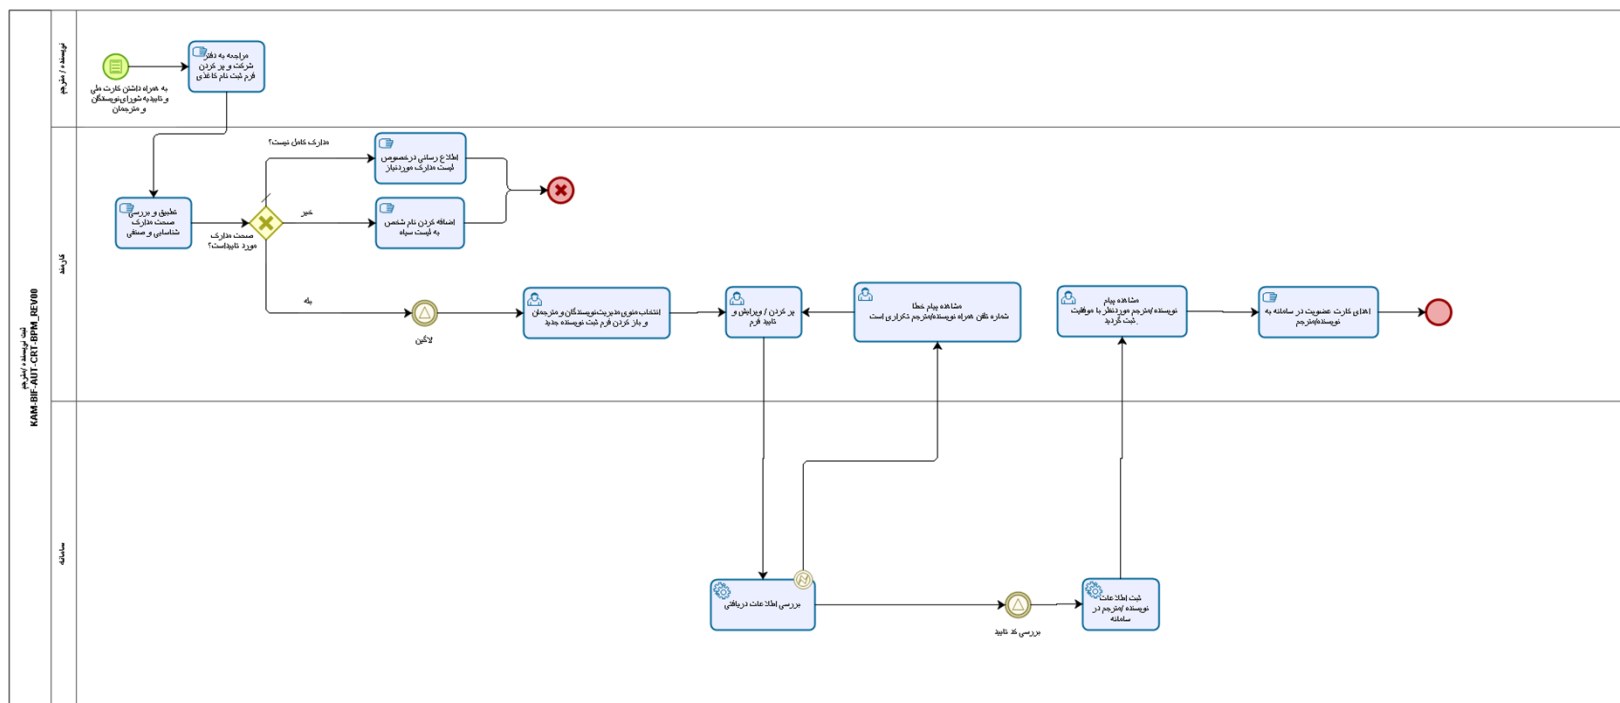 ثبت نویسنده /مترجم
KAM-BIF-AUT-CRT-BPM_REV00
نویسنده / مترجم
به همراه داشتن کارت ملی
و تاییدیه شورای نویسندگان
و مترجمان
مراجعه به دفتر
شرکت و پر کردن
فرم ثبت نام کاغذی
کارمند
تطبیق و بررسی
صحت مدارک
شناسایی و صنفی
صحت مدارک
مورد تاییداست؟
مدارک کامل نیست؟
اطلاع رسانی درخصوص
لیست مدارک موردنیاز
خیر
اضافه کردن نام شخص
به لیست سیاه
بله
لاگین
انتخاب منوی مدیریت نویسندگان و مترجمان
و باز کردن فرم ثبت نویسنده جدید
پر کردن / ویرایش و
تایید فرم
مشاهده پیام خطا
شماره تلفن همراه نویسنده/مترجم تکراری است
مشاهده پیام
نویسنده /مترجم موردنظر با موفقیت
ثبت گردید.
اهدای کارت عضویت در سامانه به
نویسنده/مترجم
سامانه
بررسی اطلاعات دریافتی
بررسی کد تایید
ثبت اطلاعات
نویسنده /مترجم در
سامانه